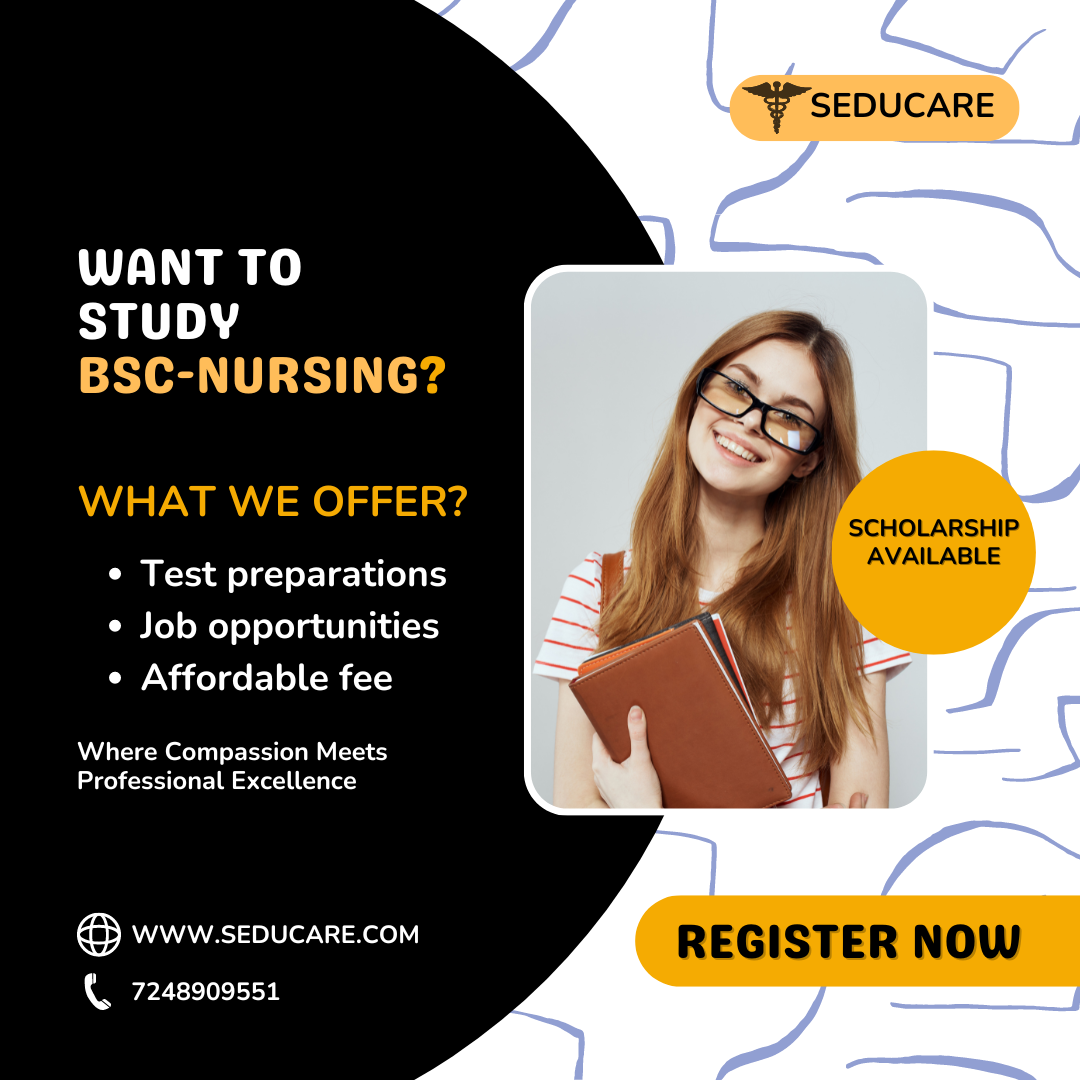 SEDUCARE
WANT TO
STUDY
BSC-NURSING?
WHAT WE OFFER?
• Test preparations
• Job opportunities
• Affordable fee
Where Compassion Meets
Professional Excellence
SCHOLARSHIP
AVAILABLE
WWW.SEDUCARE.COM
7248909551
REGISTER NOW